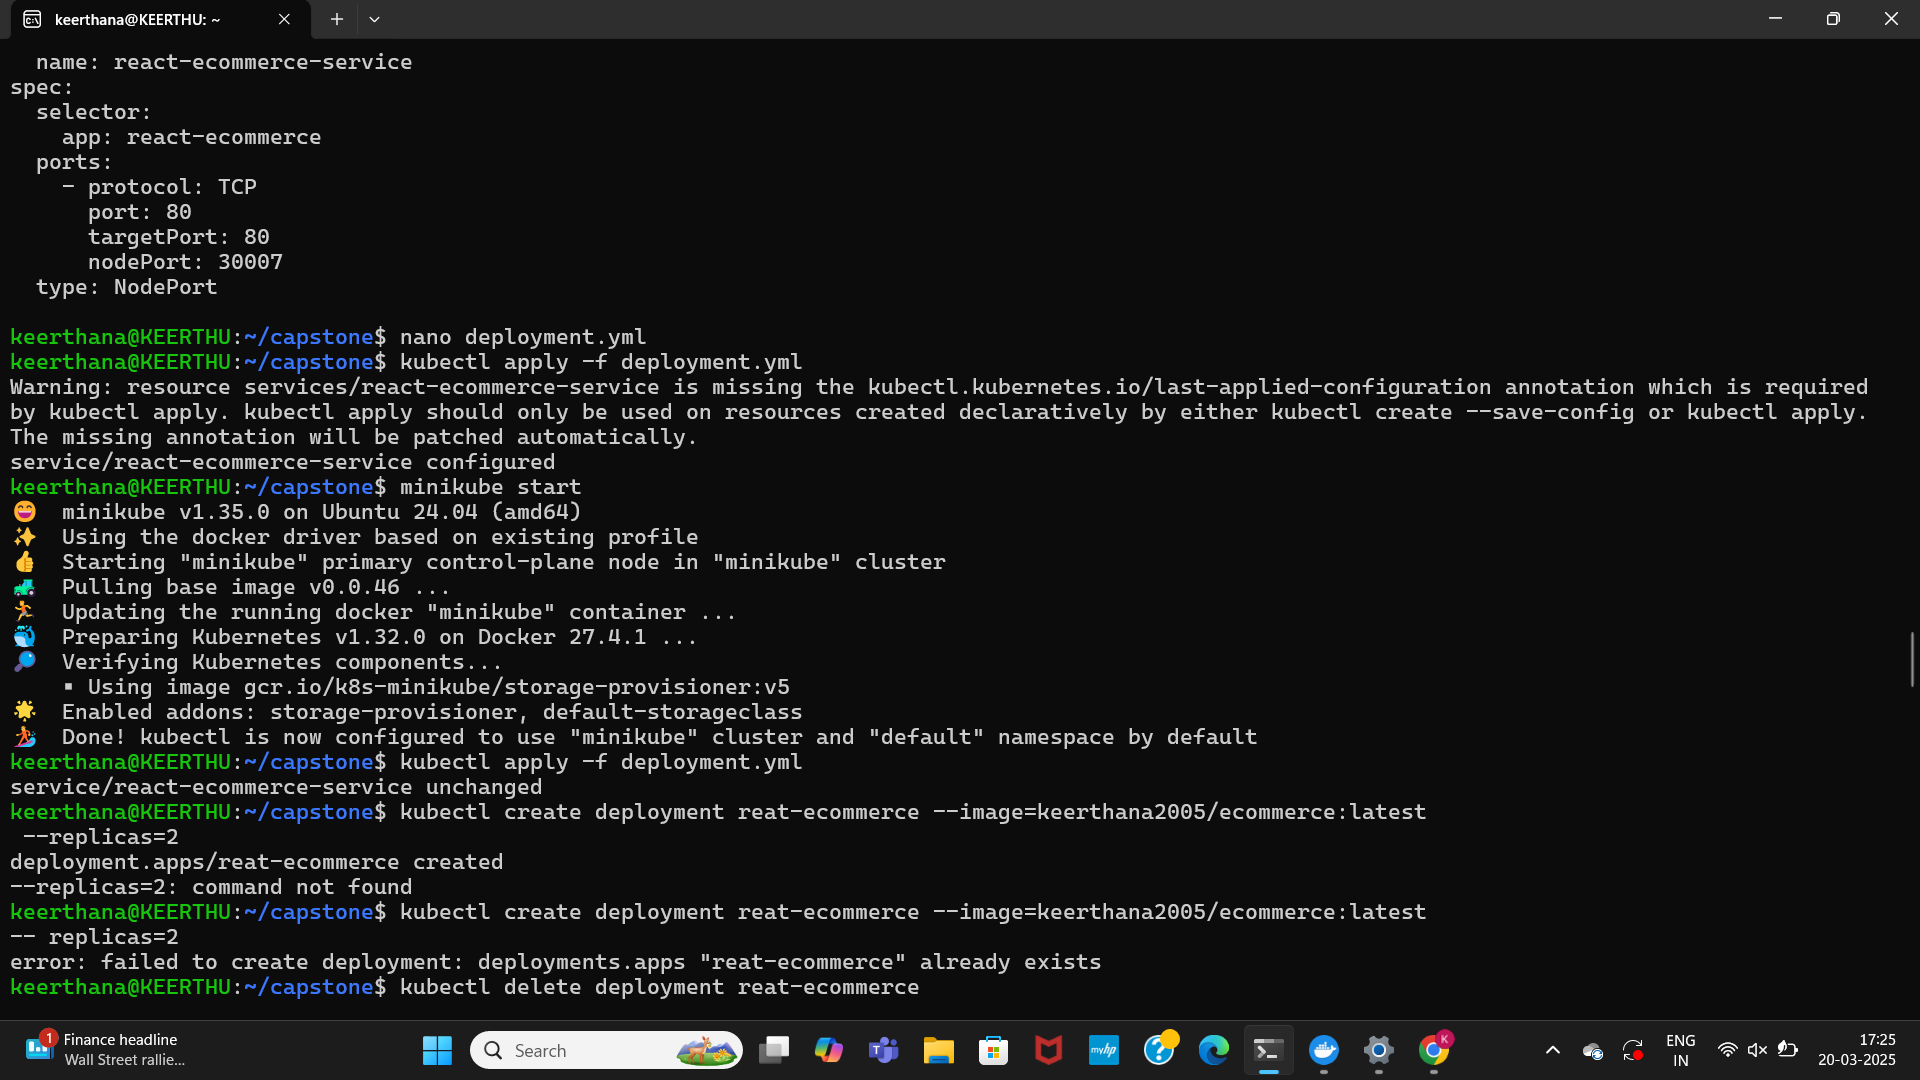 keerthana@KEERTHU: ~
name: react-ecommerce-service
spec:
  selector:
    app: react-ecommerce
  ports:
    - protocol: TCP
      port: 80
      targetPort: 80
      nodePort: 30007
  type: NodePort
keerthana@KEERTHU:~/capstone$ nano deployment.yml
keerthana@KEERTHU:~/capstone$ kubectl apply -f deployment.yml
Warning: resource services/react-ecommerce-service is missing the kubectl.kubernetes.io/last-applied-configuration annotation which is required
by kubectl apply. kubectl apply should only be used on resources created declaratively by either kubectl create --save-config or kubectl apply.
The missing annotation will be patched automatically.
service/react-ecommerce-service configured
keerthana@KEERTHU:~/capstone$ minikube start
😄  minikube v1.35.0 on Ubuntu 24.04 (amd64)
✨  Using the docker driver based on existing profile
👍  Starting "minikube" primary control-plane node in "minikube" cluster
🚜  Pulling base image v0.0.46 ...
🏃  Updating the running docker "minikube" container ...
🐳  Preparing Kubernetes v1.32.0 on Docker 27.4.1 ...
🔎  Verifying Kubernetes components...
    ▪ Using image gcr.io/k8s-minikube/storage-provisioner:v5
🌟  Enabled addons: storage-provisioner, default-storageclass
🏄  Done! kubectl is now configured to use "minikube" cluster and "default" namespace by default
keerthana@KEERTHU:~/capstone$ kubectl apply -f deployment.yml
service/react-ecommerce-service unchanged
keerthana@KEERTHU:~/capstone$ kubectl create deployment reat-ecommerce --image=keerthana2005/ecommerce:latest
 --replicas=2
deployment.apps/reat-ecommerce created
--replicas=2: command not found
keerthana@KEERTHU:~/capstone$ kubectl create deployment reat-ecommerce --image=keerthana2005/ecommerce:latest
-- replicas=2
error: failed to create deployment: deployments.apps "reat-ecommerce" already exists
keerthana@KEERTHU:~/capstone$ kubectl delete deployment reat-ecommerce
1
Finance headline
Wall Street rallie...
Search
myhp
K
ENG
IN
17:25
20-03-2025